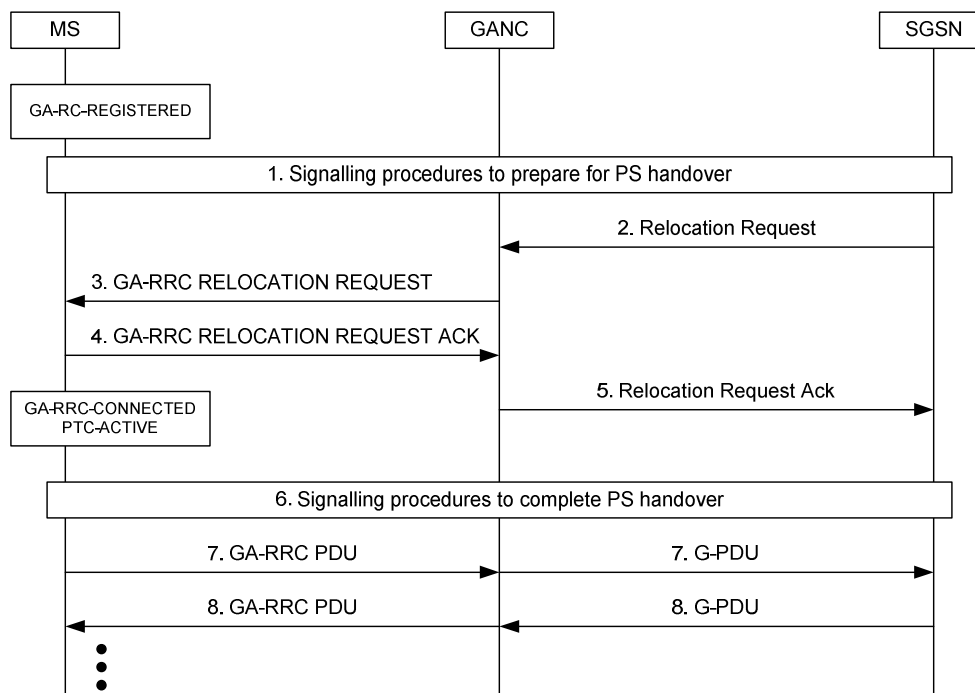 MS
GANC
SGSN
GA-RC-REGISTERED
1. Signalling procedures to prepare for PS handover
2. Relocation Request
3. GA-RRC RELOCATION REQUEST
4. GA-RRC RELOCATION REQUEST ACK
GA-RRC-CONNECTED
PTC-ACTIVE
5. Relocation Request Ack
6. Signalling procedures to complete PS handover
7. GA-RRC PDU
7. G-PDU
8. GA-RRC PDU
8. G-PDU